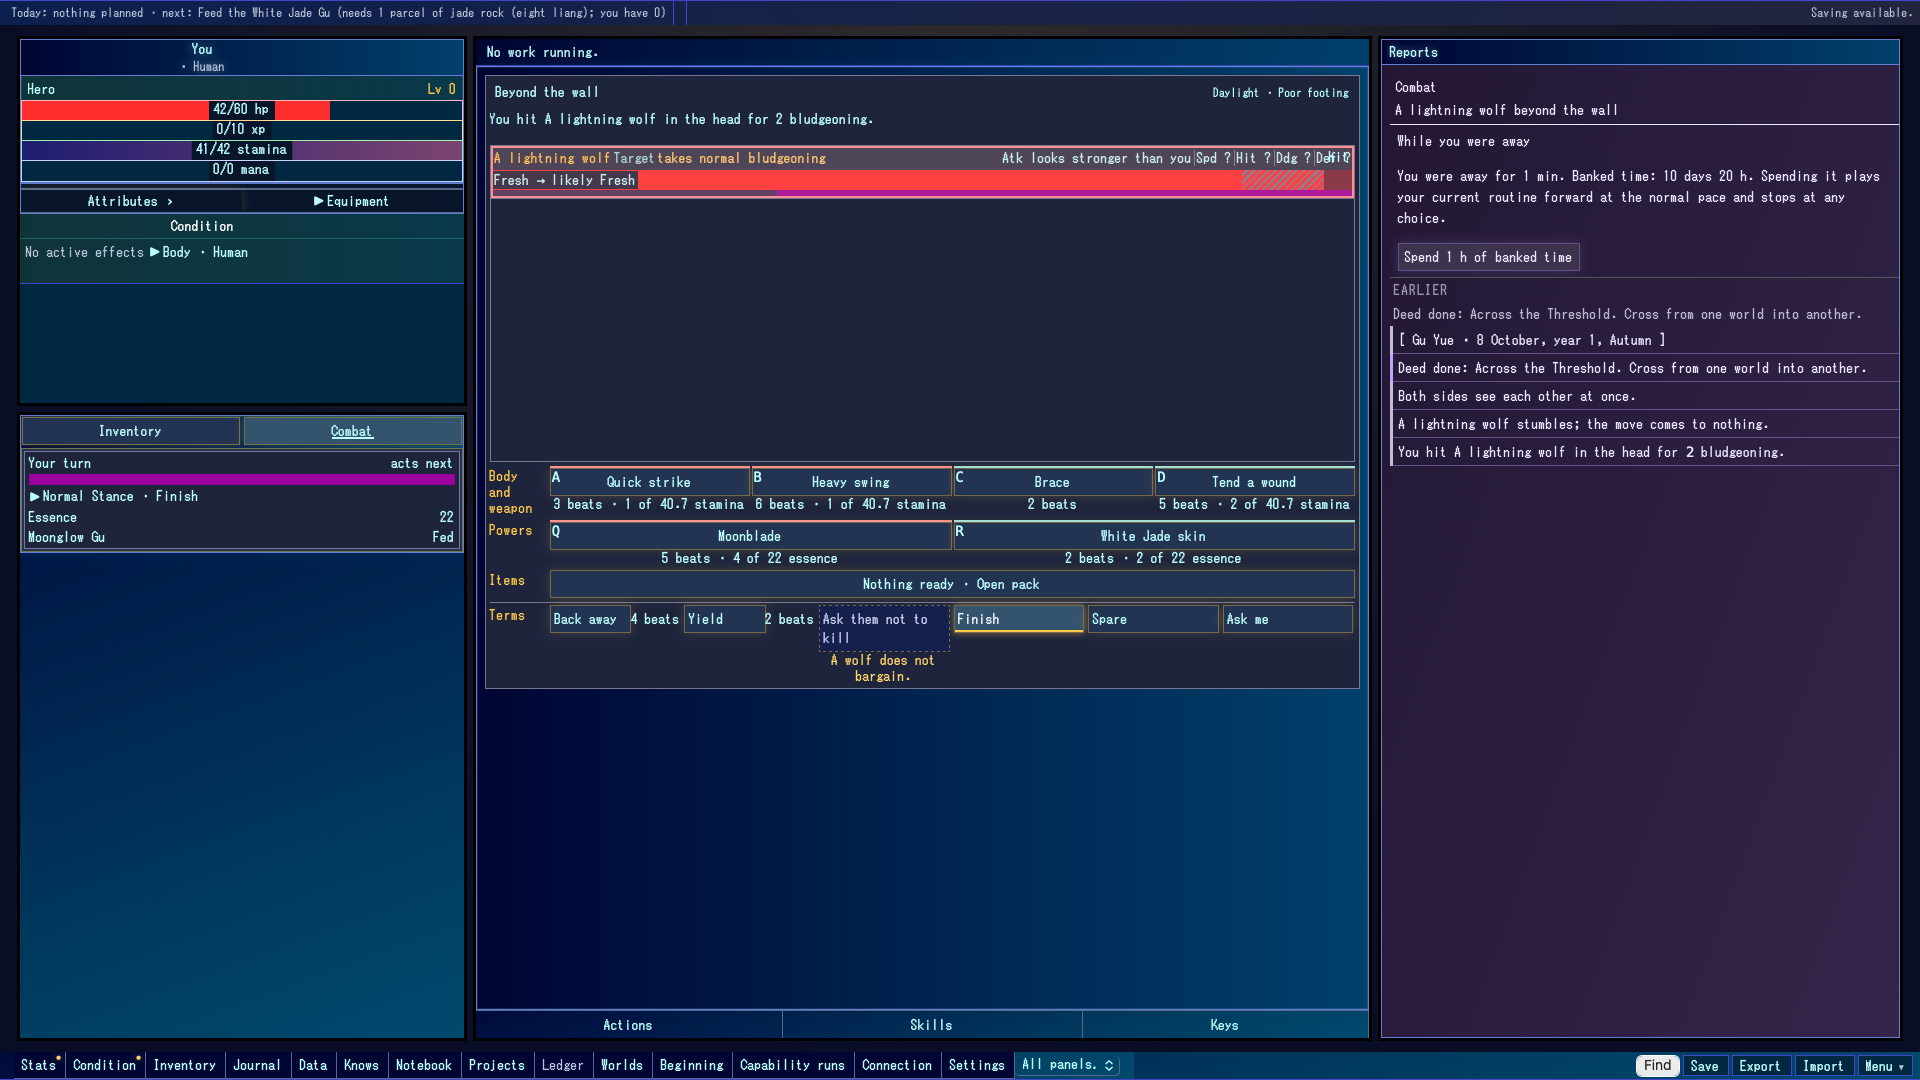 Today: nothing planned · next: Feed the White Jade Gu (needs 1 parcel of jade rock (eight liang); you have 0)
Saving available.
You
· Human
Hero
Lv 0
42/60 hp
0/10 xp
41/42 stamina
0/0 mana
Attributes ›
▶Equipment
Condition
No active effects ▶Body · Human
Inventory
Combat
Your turn
acts next
▶Normal Stance · Finish
Essence
22
Moonglow Gu
Fed
No work running.
Beyond the wall
Daylight · Poor footing
You hit A lightning wolf in the head for 2 bludgeoning.
A lightning wolf Target takes normal bludgeoning
Atk looks stronger than you Spd ? Hit ? Ddg ?
Fresh → likely Fresh
Body and weapon
A Quick strike
3 beats · 1 of 40.7 stamina
B Heavy swing
6 beats · 1 of 40.7 stamina
C Brace
2 beats
D Tend a wound
5 beats · 2 of 40.7 stamina
Powers
Q Moonblade
5 beats · 4 of 22 essence
R White Jade skin
2 beats · 2 of 22 essence
Items
Nothing ready · Open pack
Terms
Back away 4 beats
Yield 2 beats
Ask them not to
kill
A wolf does not
bargain.
Finish
Spare
Ask me
Actions
Skills
Keys
Reports
Combat
A lightning wolf beyond the wall
While you were away
You were away for 1 min. Banked time: 10 days 20 h. Spending it plays
your current routine forward at the normal pace and stops at any
choice.
Spend 1 h of banked time
EARLIER
Deed done: Across the Threshold. Cross from one world into another.
[ Gu Yue · 8 October, year 1, Autumn ]
Deed done: Across the Threshold. Cross from one world into another.
Both sides see each other at once.
A lightning wolf stumbles; the move comes to nothing.
You hit A lightning wolf in the head for 2 bludgeoning.
Stats
Condition
Inventory
Journal
Data
Knows
Notebook
Projects
Ledger
Worlds
Beginning
Capability runs
Connection
Settings
All panels.
Find
Save
Export
Import
Menu ▾